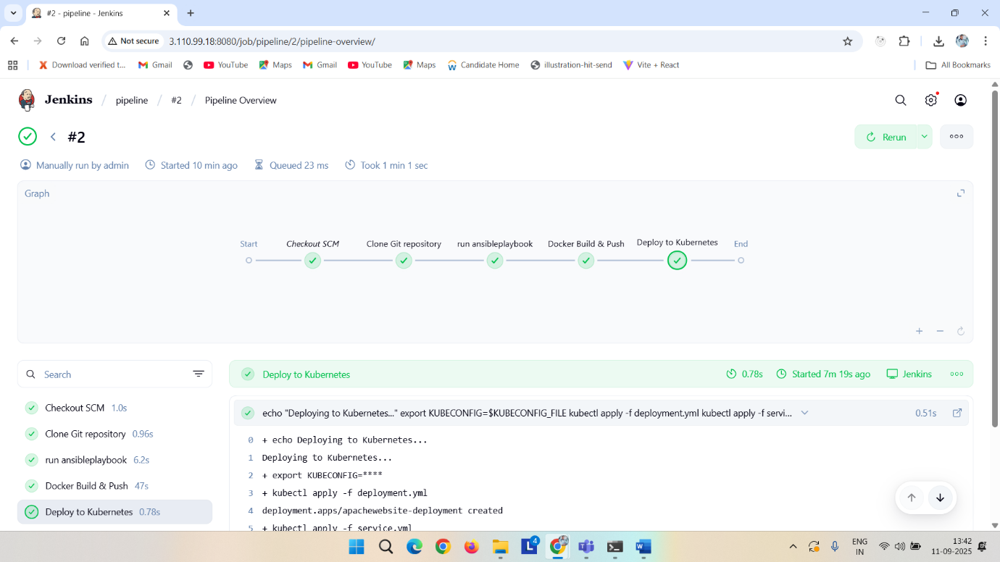 #2 - pipeline - Jenkins
Not secure 3.110.99.18:8080/job/pipeline/2/pipeline-overview/
Download verified t... Gmail YouTube Maps Gmail YouTube Maps Candidate Home illustration-hit-send Vite + React All Bookmarks
Jenkins / pipeline / #2 / Pipeline Overview
#2 Rerun
Manually run by admin Started 10 min ago Queued 23 ms Took 1 min 1 sec
Graph
Start Checkout SCM Clone Git repository run ansibleplaybook Docker Build & Push Deploy to Kubernetes End
Search
Checkout SCM 1.0s
Clone Git repository 0.96s
run ansibleplaybook 6.2s
Docker Build & Push 47s
Deploy to Kubernetes 0.78s
Deploy to Kubernetes 0.78s Started 7m 19s ago Jenkins
echo "Deploying to Kubernetes..." export KUBECONFIG=$KUBECONFIG_FILE kubectl apply -f deployment.yml kubectl apply -f servi... 0.51s
0 + echo Deploying to Kubernetes...
1 Deploying to Kubernetes...
2 + export KUBECONFIG=****
3 + kubectl apply -f deployment.yml
4 deployment.apps/apachewebsite-deployment created
5 + kubectl apply -f service.yml
L 4
ENG
IN
13:42
11-09-2025